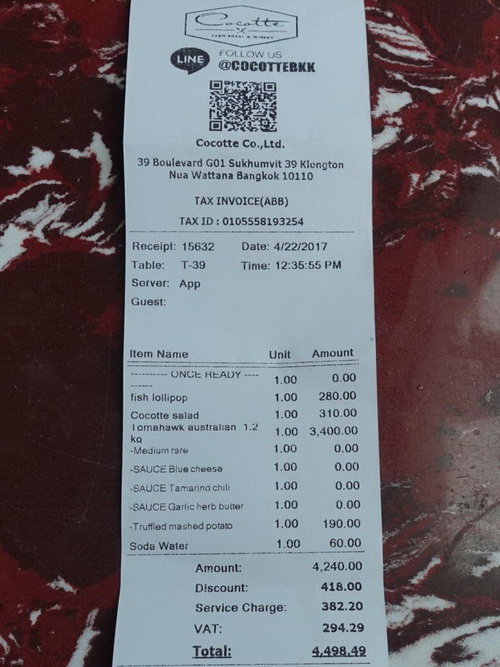 Cocotte
FARM ROAST & WINERY
LINE
FOLLOW US
@COCOTTEBKK
Cocotte Co.,Ltd.
39 Boulevard G01 Sukhumvit 39 Klongton
Nua Wattana Bangkok 10110
TAX INVOICE(ABB)
TAX ID : 0105558193254
Receipt: 15632 Date: 4/22/2017
Table: T-39 Time: 12:35:55 PM
Server: App
Guest:
Item Name Unit Amount
---------- ONCE READY ----
------ 1.00 0.00
fish lollipop 1.00 280.00
Cocotte salad 1.00 310.00
Tomahawk australian 1.2
kg 1.00 3,400.00
-Medium rare 1.00 0.00
-SAUCE Blue cheese 1.00 0.00
-SAUCE Tamarind chili 1.00 0.00
-SAUCE Garlic herb butter 1.00 0.00
-Truffled mashed potato 1.00 190.00
Soda Water 1.00 60.00
Amount: 4,240.00
Discount: 418.00
Service Charge: 382.20
VAT: 294.29
Total: 4,498.49